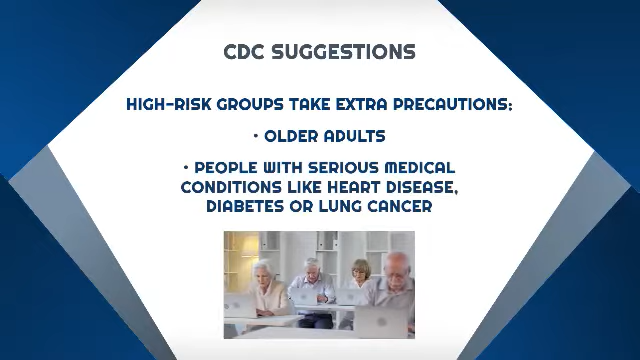 CDC SUGGESTIONS
HIGH-RISK GROUPS TAKE EXTRA PRECAUTIONS:
• OLDER ADULTS
• PEOPLE WITH SERIOUS MEDICAL
CONDITIONS LIKE HEART DISEASE,
DIABETES OR LUNG CANCER